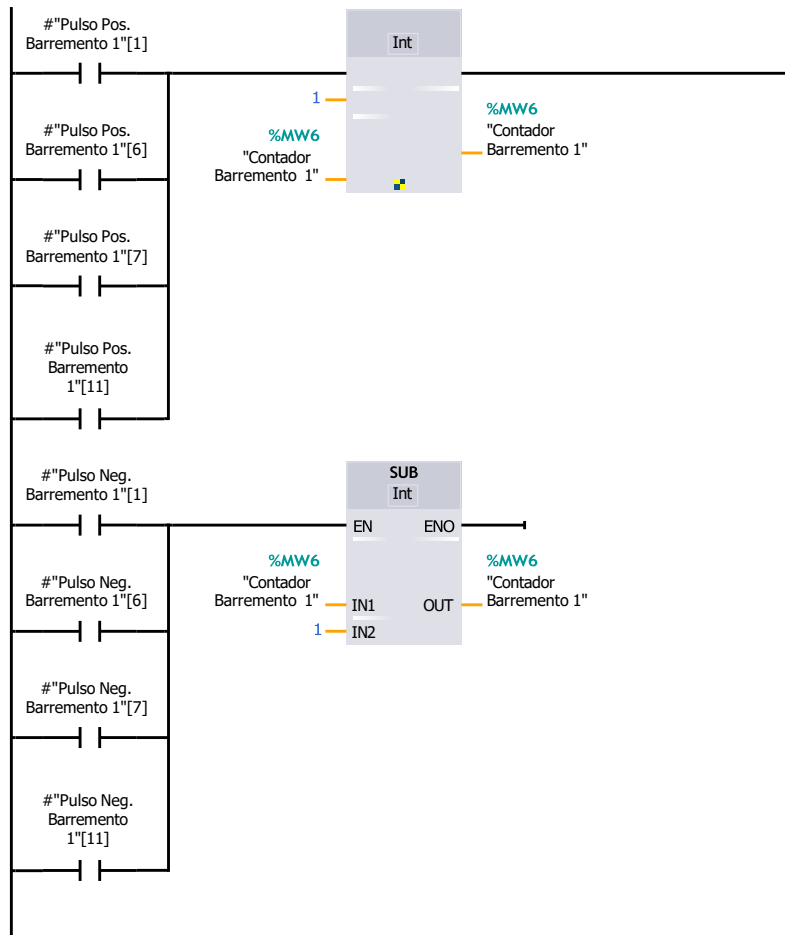 #"Pulso Pos.
Barremento 1"[1]
Int
1
%MW6
"Contador
Barremento 1"
%MW6
"Contador
Barremento 1"
#"Pulso Pos.
Barremento 1"[6]
#"Pulso Pos.
Barremento 1"[7]
#"Pulso Pos.
Barremento
1"[11]
#"Pulso Neg.
Barremento 1"[1]
SUB
Int
EN
ENO
%MW6
"Contador
Barremento 1"
IN1
1
IN2
OUT
%MW6
"Contador
Barremento 1"
#"Pulso Neg.
Barremento 1"[6]
#"Pulso Neg.
Barremento 1"[7]
#"Pulso Neg.
Barremento
1"[11]